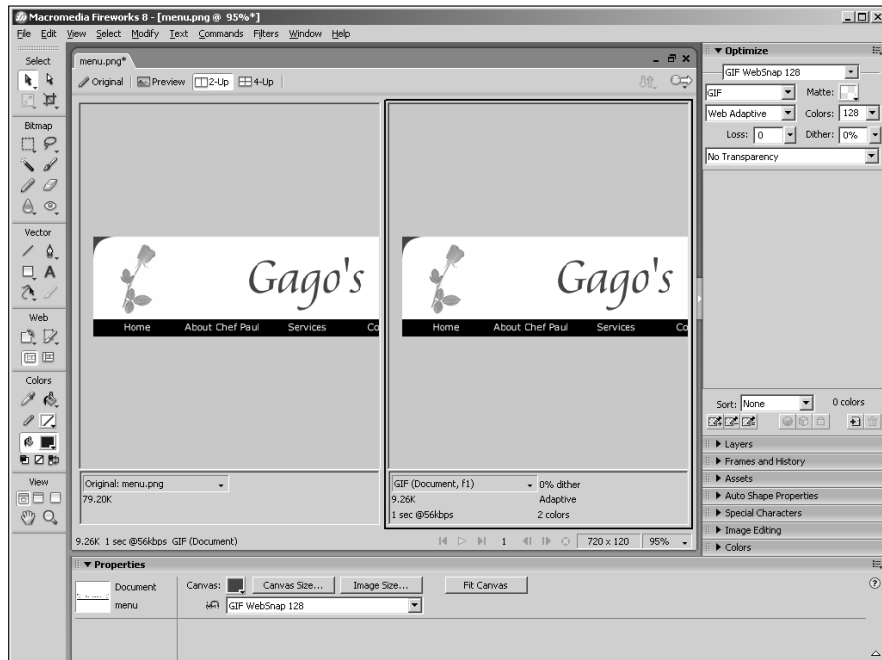 Macromedia Fireworks 8 - [menu.png @ 95%*]
File Edit View Select Modify Text Commands Filters Window Help
Select
Bitmap
Vector
Web
Colors
View
menu.png*
Original Preview 2-Up 4-Up
Gago's
Home About Chef Paul Services Co
Original: menu.png
79.20K
Gago's
Home About Chef Paul Services Co
GIF (Document, f1)
9.26K
1 sec @56kbps
0% dither
Adaptive
2 colors
9.26K 1 sec @56kbps GIF (Document)
1 720 x 120 95%
Optimize
GIF WebSnap 128
GIF Matte:
Web Adaptive Colors: 128
Loss: 0 Dither: 0%
No Transparency
Sort: None 0 colors
Layers
Frames and History
Assets
Auto Shape Properties
Special Characters
Image Editing
Colors
Properties
Document
menu
Canvas: Canvas Size... Image Size... Fit Canvas
GIF WebSnap 128